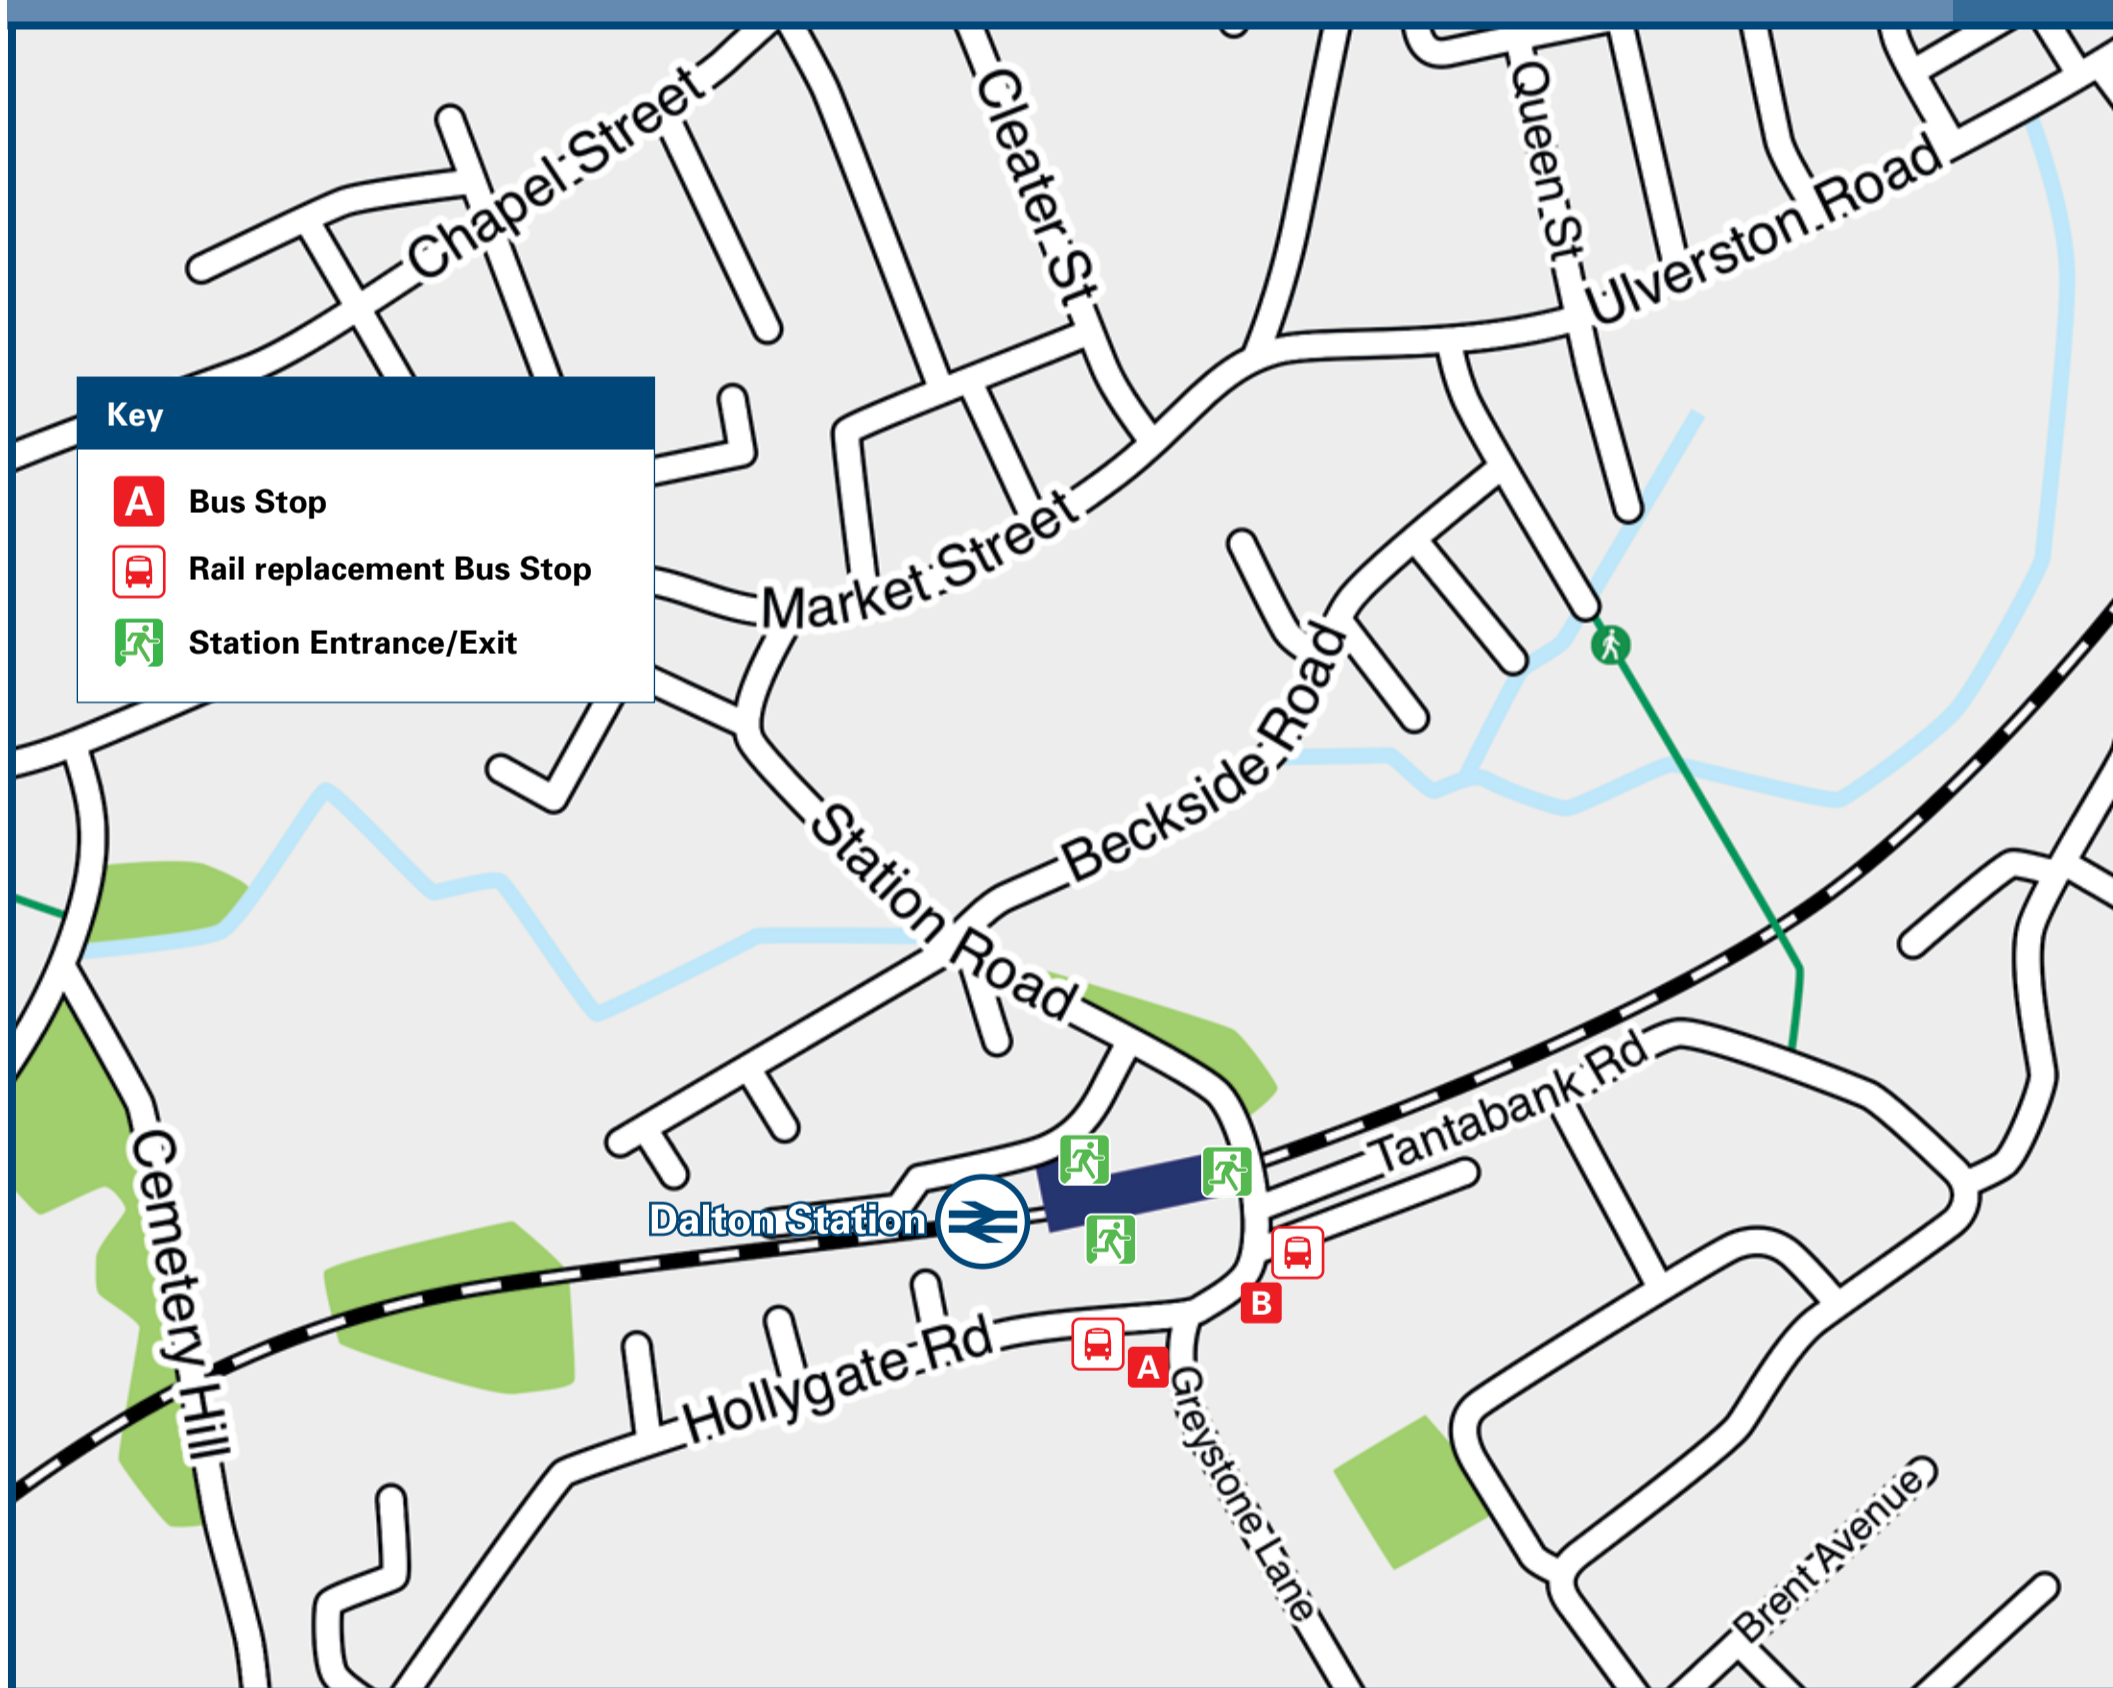 Chapel Street
Cleater St
Queen St
Ulverston Road
Key
A Bus Stop
Rail replacement Bus Stop
Station Entrance/Exit
Market Street
Beckside Road
Station Road
Tantabank Rd
Cemetery Hill
Dalton Station
B
A
Hollygate Rd
Greystone Lane
Brent Avenue